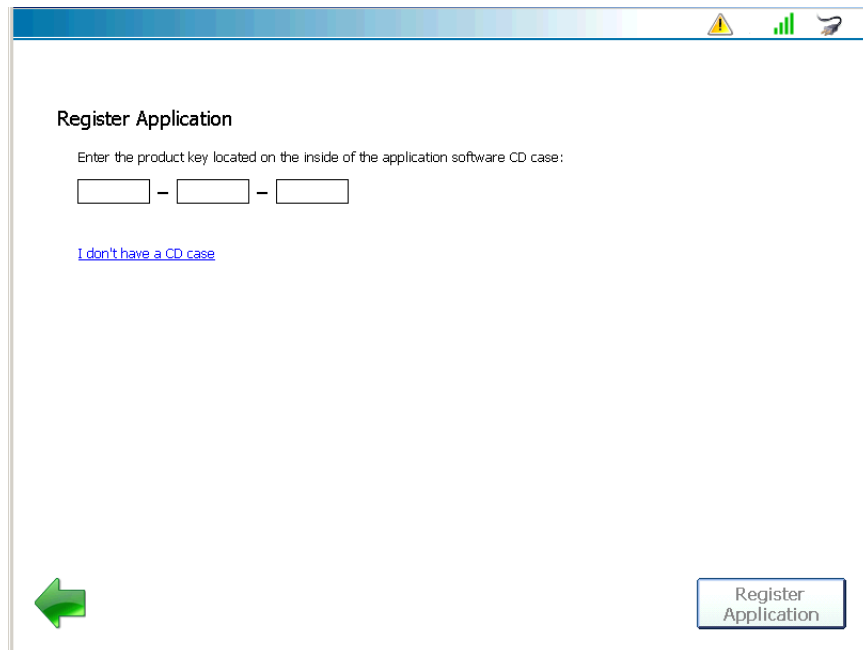 Register Application
Enter the product key located on the inside of the application software CD case:
– –
I don't have a CD case
Register
Application